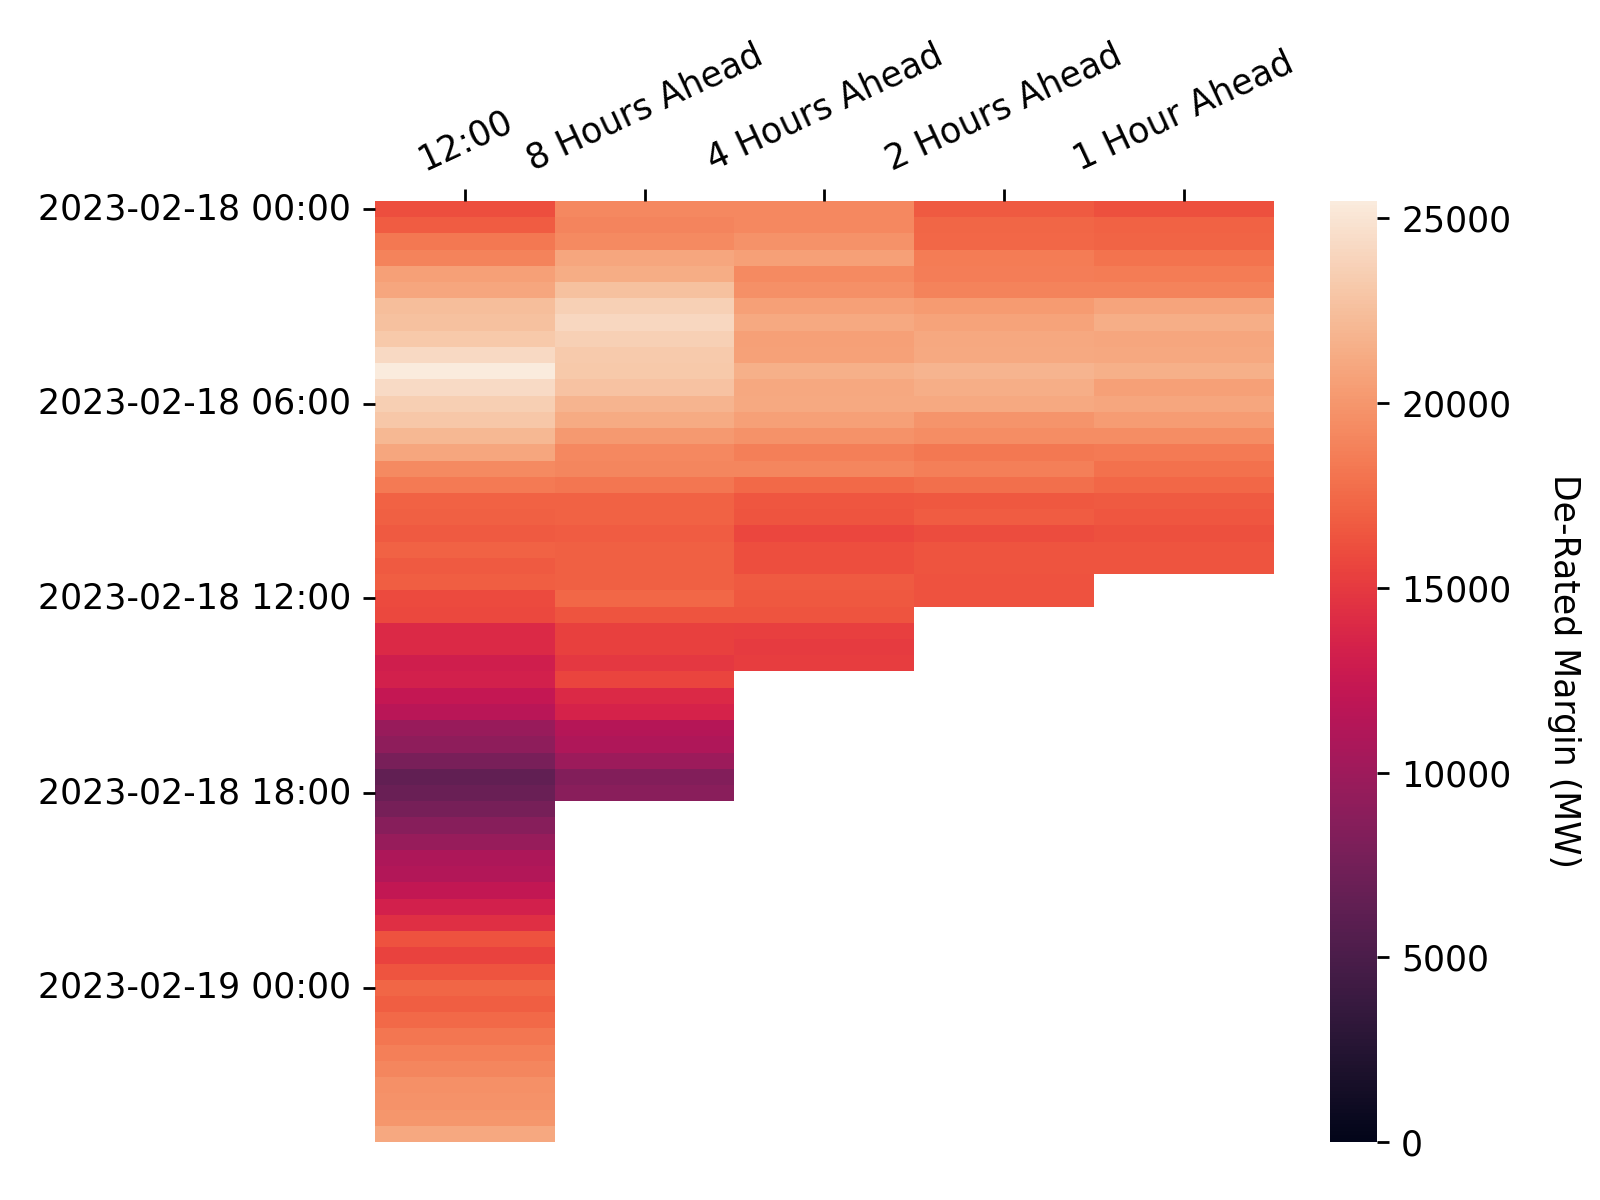 12:00
8 Hours Ahead
4 Hours Ahead
2 Hours Ahead
1 Hour Ahead
2023-02-18 00:00
2023-02-18 06:00
2023-02-18 12:00
2023-02-18 18:00
2023-02-19 00:00
25000
20000
15000
10000
5000
0
De-Rated Margin (MW)